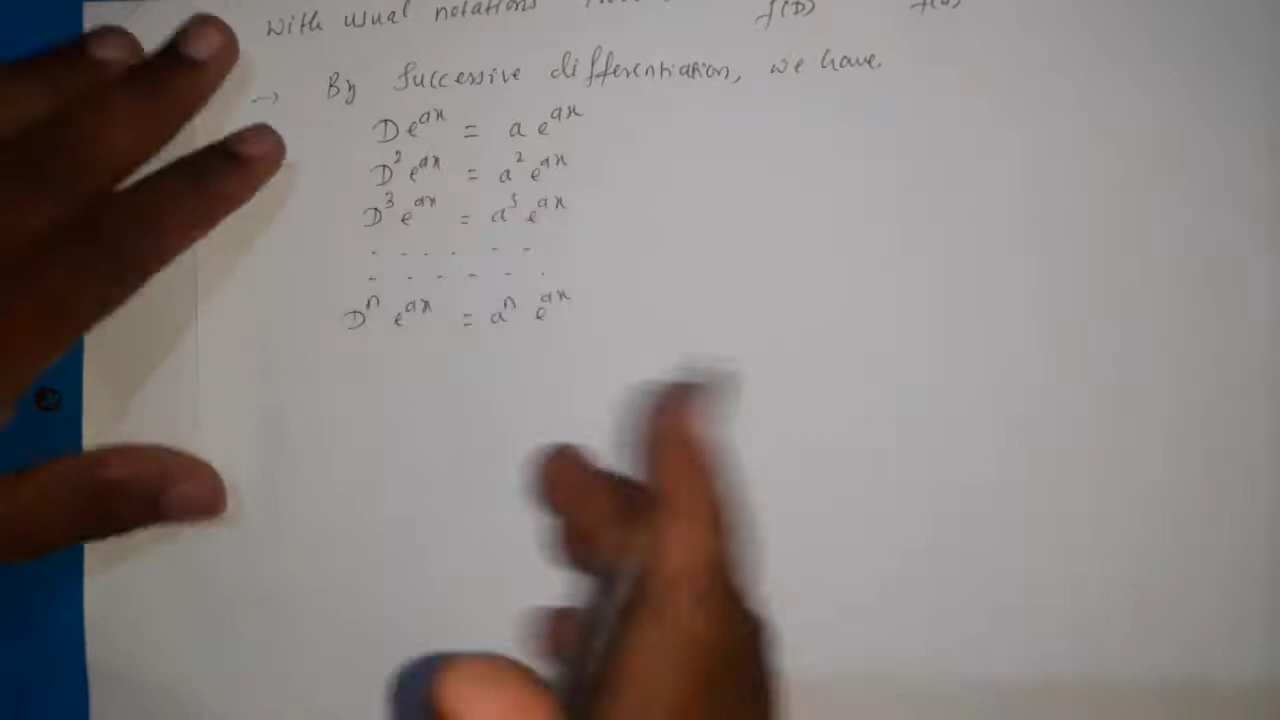 with usual notations f(D)
→ By Successive differentiation, we have,
D e^{ax} = a e^{ax}
D^2 e^{ax} = a^2 e^{ax}
D^3 e^{ax} = a^3 e^{ax}
. . . . . .
. . . . . .
D^n e^{ax} = a^n e^{ax}